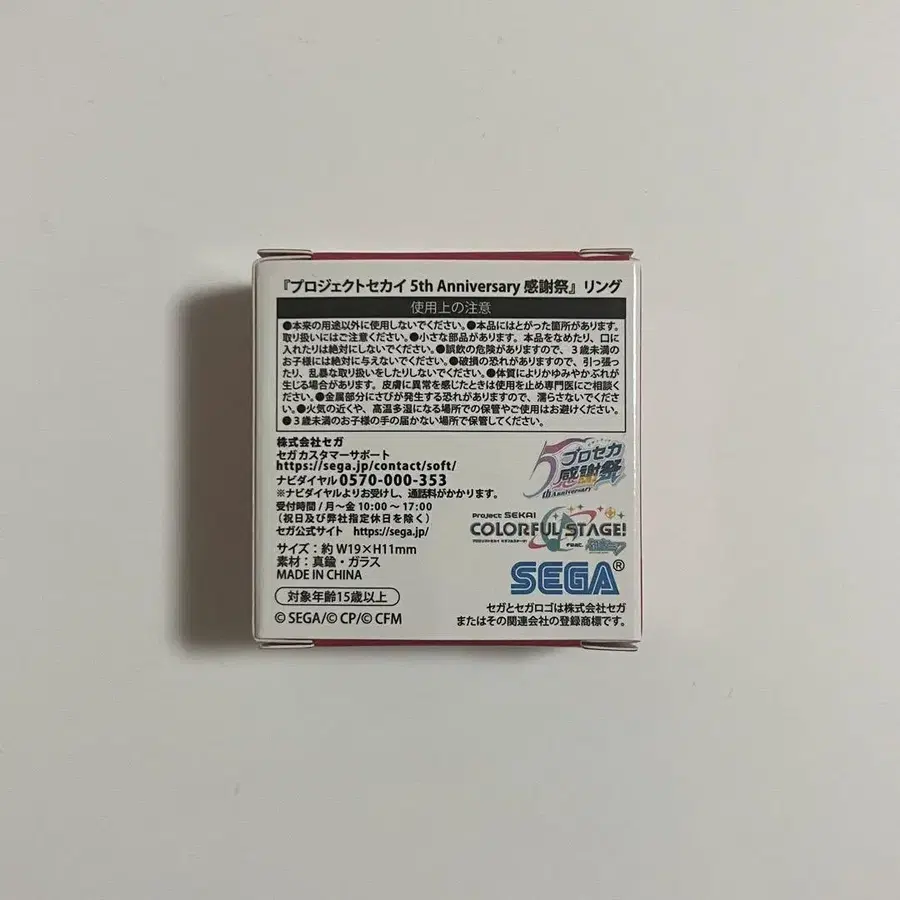 『プロジェクトセカイ 5th Anniversary 感謝祭』リング
使用上の注意
●本来の用途以外に使用しないでください。●本品にはとがった箇所があります。
取り扱いにはご注意ください。●小さな部品があります。本品をなめたり、口に
入れたりは絶対にしないでください。●誤飲の危険がありますので、3歳未満の
お子様には絶対に与えないでください。●破損の恐れがありますので、引っ張っ
たり、乱暴な取り扱いをしたりしないでください。●体質によりかゆみやかぶれが
生じる場合があります。皮膚に異常を感じたときは使用を止め専門医にご相談く
ださい。●金属部分にさびが発生する恐れがありますので、濡らさないでくださ
い。●火気の近くや、高温多湿になる場所での保管やご使用はお避けください。
●3歳未満のお子様の手の届かない場所で保管してください。
株式会社セガ
セガ カスタマーサポート
https://sega.jp/contact/soft/
ナビダイヤル 0570-000-353
※ナビダイヤルよりお受けし、通話料がかかります。
受付時間 / 月～金 10:00 ～ 17:00
(祝日及び弊社指定休日を除く)
セガ公式サイト https://sega.jp/
サイズ：約 W19×H11mm
素材：真鍮・ガラス
MADE IN CHINA
対象年齢15歳以上
© SEGA/© CP/© CFM
5
プロセカ
感謝祭
th Anniversary
Project SEKAI
COLORFUL STAGE!
feat. 初音ミク
SEGA®
セガとセガロゴは株式会社セガ
またはその関連会社の登録商標です。